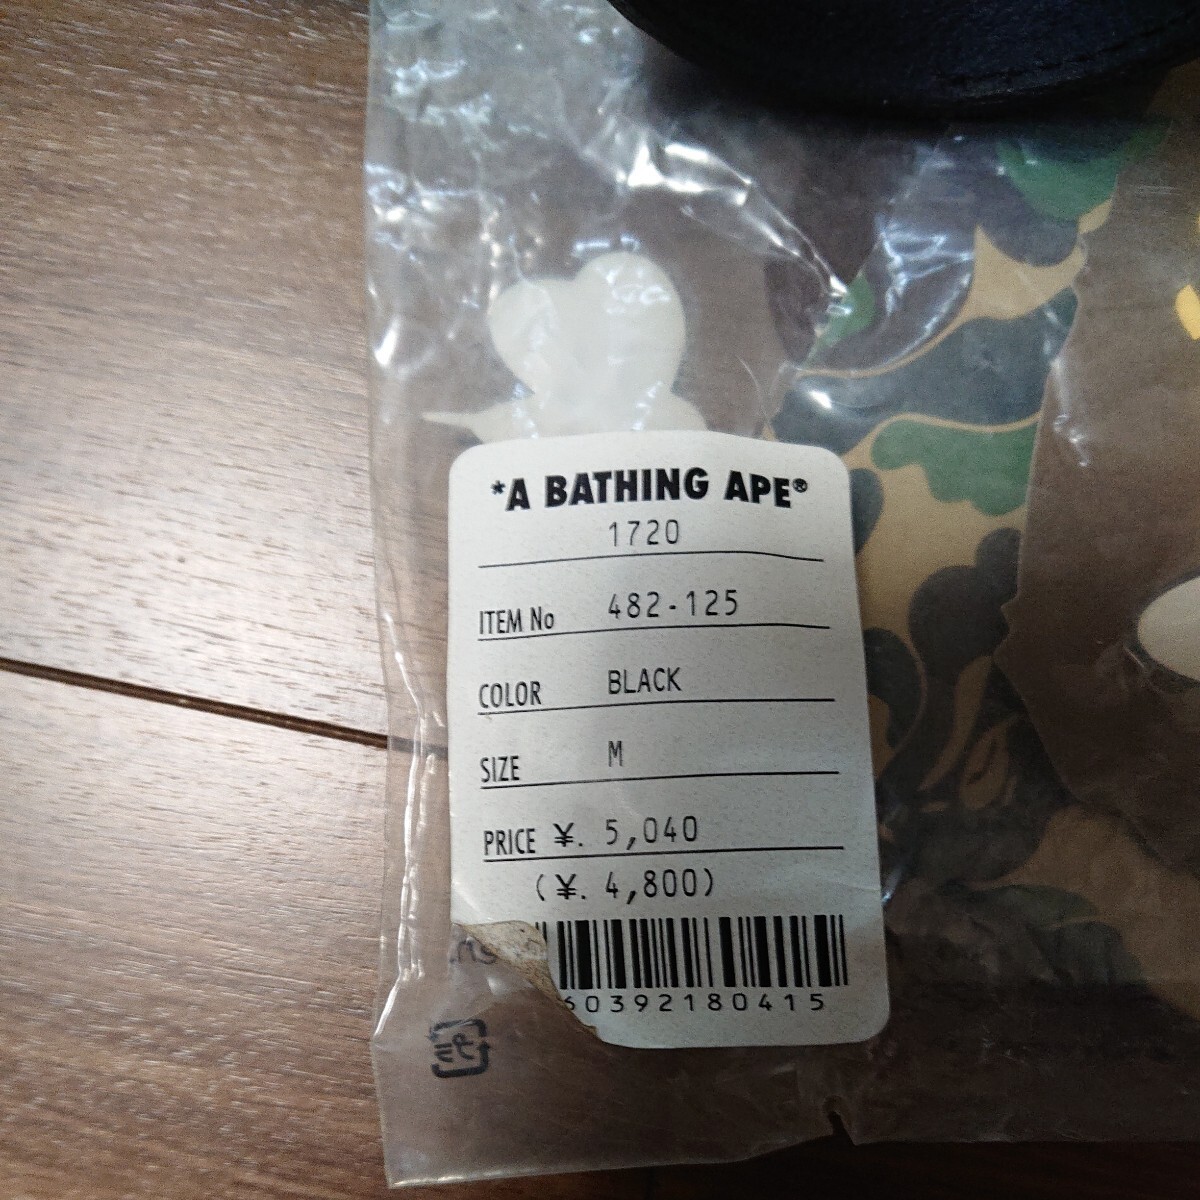 *A BATHING APE®
1720
ITEM No 482-125
COLOR BLACK
SIZE M
PRICE ¥. 5,040
(¥. 4,800)
60392180415